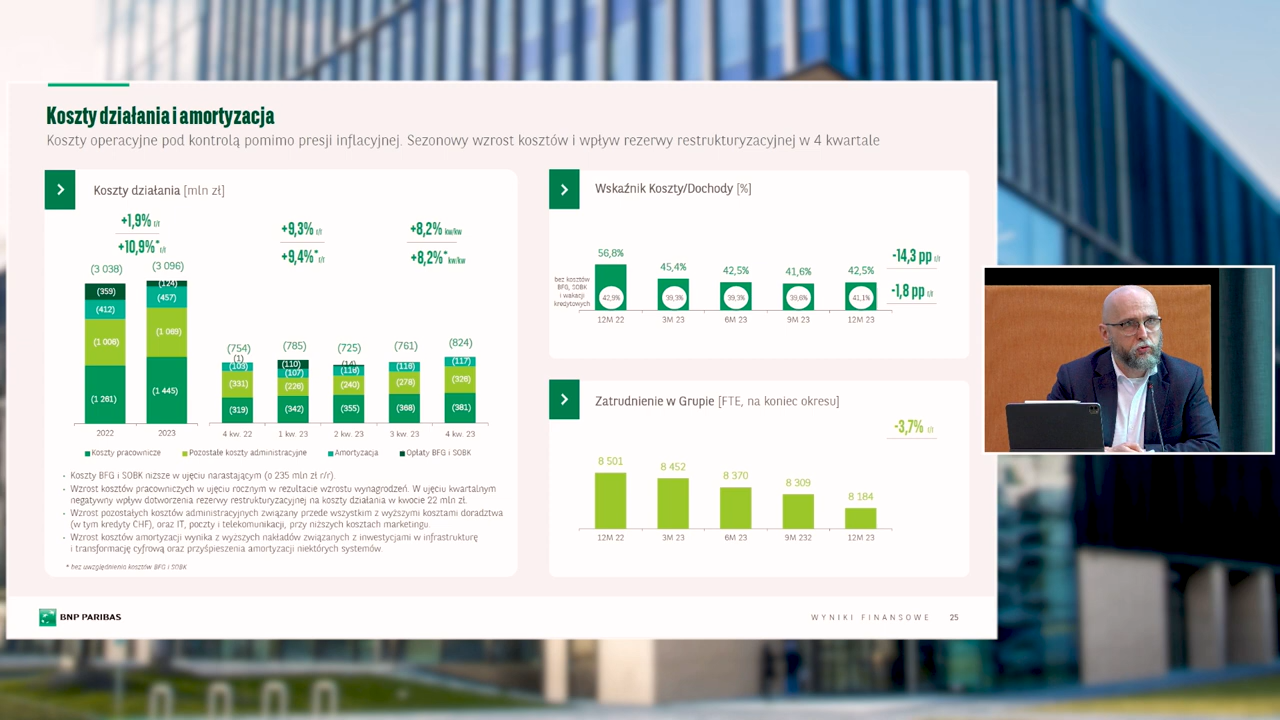 Koszty działania i amortyzacja
Koszty operacyjne pod kontrolą pomimo presji inflacyjnej. Sezonowy wzrost kosztów i wpływ rezerwy restrukturyzacyjnej w 4 kwartale
Koszty działania [mln zł]
+1,9% r/r
+10,9%* r/r
+9,3% r/r
+9,4%* r/r
+8,2% kw/kw
+8,2%* kw/kw
(3 038) (3 096)
(359) (124)
(412) (457)
(1 006) (1 069)
(1 261) (1 445)
(754) (785) (725) (761) (824)
(1) (110) (14)
(103) (107) (116) (116) (117)
(331) (226) (240) (278) (326)
(319) (342) (355) (368) (381)
2022 2023 4 kw. 22 1 kw. 23 2 kw. 23 3 kw. 23 4 kw. 23
Koszty pracownicze Pozostałe koszty administracyjne Amortyzacja Opłaty BFG i SOBK
- Koszty BFG i SOBK niższe w ujęciu narastającym (o 235 mln zł r/r).
- Wzrost kosztów pracowniczych w ujęciu rocznym w rezultacie wzrostu wynagrodzeń. W ujęciu kwartalnym
negatywny wpływ dotworzenia rezerwy restrukturyzacyjnej na koszty działania w kwocie 22 mln zł.
- Wzrost pozostałych kosztów administracyjnych związany przede wszystkim z wyższymi kosztami doradztwa
(w tym kredyty CHF), oraz IT, poczty i telekomunikacji, przy niższych kosztach marketingu.
- Wzrost kosztów amortyzacji wynika z wyższych nakładów związanych z inwestycjami w infrastrukturę
i transformację cyfrową oraz przyśpieszenia amortyzacji niektórych systemów.
* bez uwzględnienia kosztów BFG i SOBK
Wskaźnik Koszty/Dochody [%]
-14,3 pp r/r
-1,8 pp r/r
56,8% 45,4% 42,5% 41,6% 42,5%
bez kosztów
BFG, SOBK
i wakacji
kredytowych
42,9% 39,3% 39,3% 39,6% 41,1%
12M 22 3M 23 6M 23 9M 23 12M 23
Zatrudnienie w Grupie [FTE, na koniec okresu]
-3,7% r/r
8 501 8 452 8 370 8 309 8 184
12M 22 3M 23 6M 23 9M 232 12M 23
BNP PARIBAS
WYNIKI FINANSOWE 25